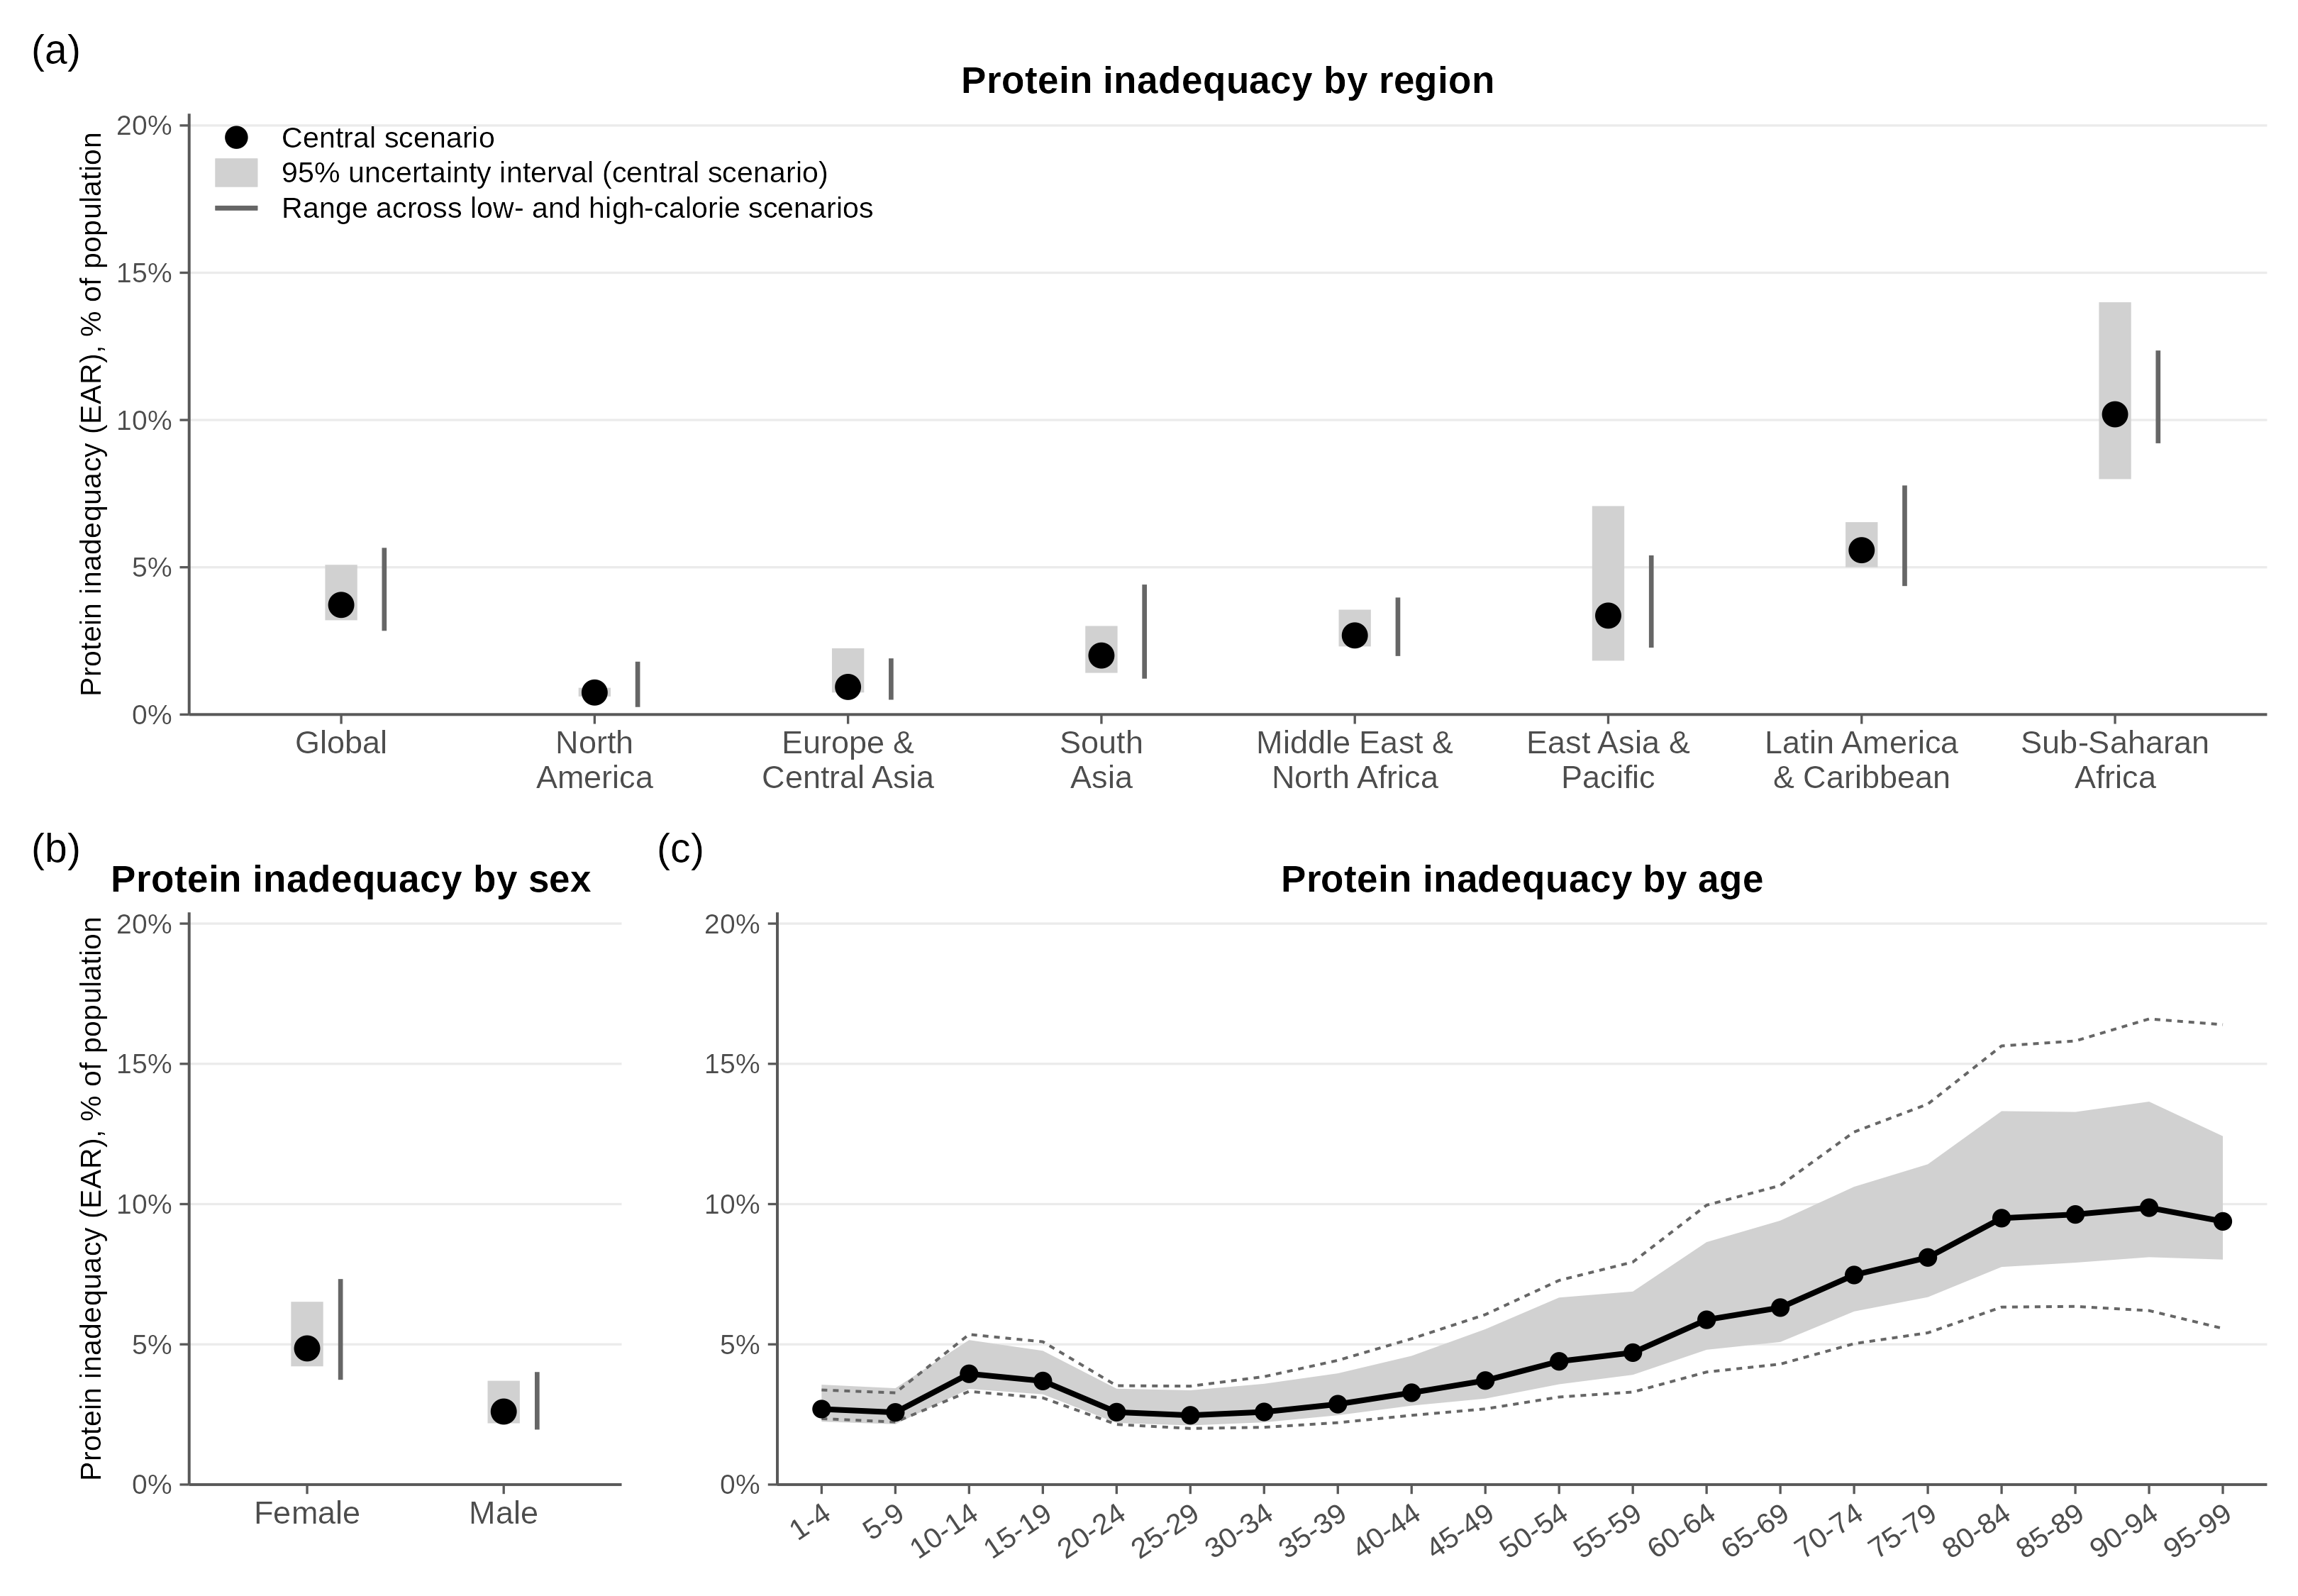 (a)
Protein inadequacy by region
Protein inadequacy (EAR), % of population
20%
15%
10%
5%
0%
Central scenario
95% uncertainty interval (central scenario)
Range across low- and high-calorie scenarios
Global
North
America
Europe &
Central Asia
South
Asia
Middle East &
North Africa
East Asia &
Pacific
Latin America
& Caribbean
Sub-Saharan
Africa
(b)
Protein inadequacy by sex
Protein inadequacy (EAR), % of population
20%
15%
10%
5%
0%
Female
Male
(c)
Protein inadequacy by age
20%
15%
10%
5%
0%
1-4
5-9
10-14
15-19
20-24
25-29
30-34
35-39
40-44
45-49
50-54
55-59
60-64
65-69
70-74
75-79
80-84
85-89
90-94
95-99